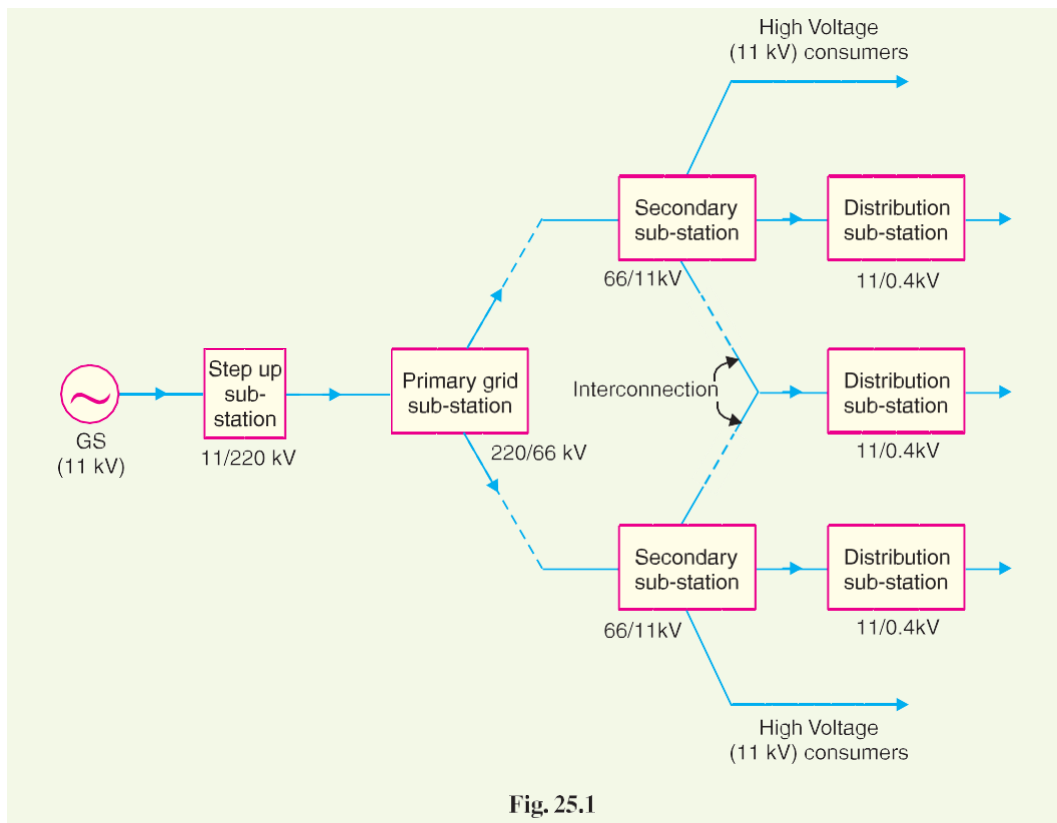 High Voltage
(11 kV) consumers
Secondary
sub-station
66/11kV
Distribution
sub-station
11/0.4kV
GS
(11 kV)
Step up
sub-
station
11/220 kV
Primary grid
sub-station
220/66 kV
Interconnection
Distribution
sub-station
11/0.4kV
Secondary
sub-station
66/11kV
Distribution
sub-station
11/0.4kV
High Voltage
(11 kV) consumers
Fig. 25.1